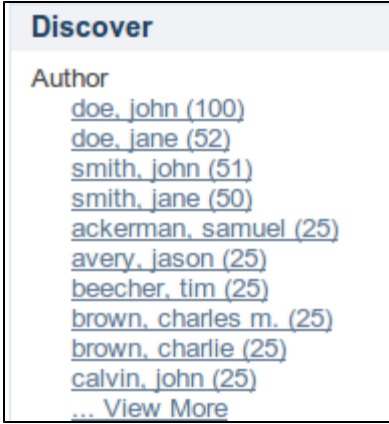 Discover
Author
doe, john (100)
doe, jane (52)
smith, john (51)
smith, jane (50)
ackerman, samuel (25)
avery, jason (25)
beecher, tim (25)
brown, charles m. (25)
brown, charlie (25)
calvin, john (25)
... View More